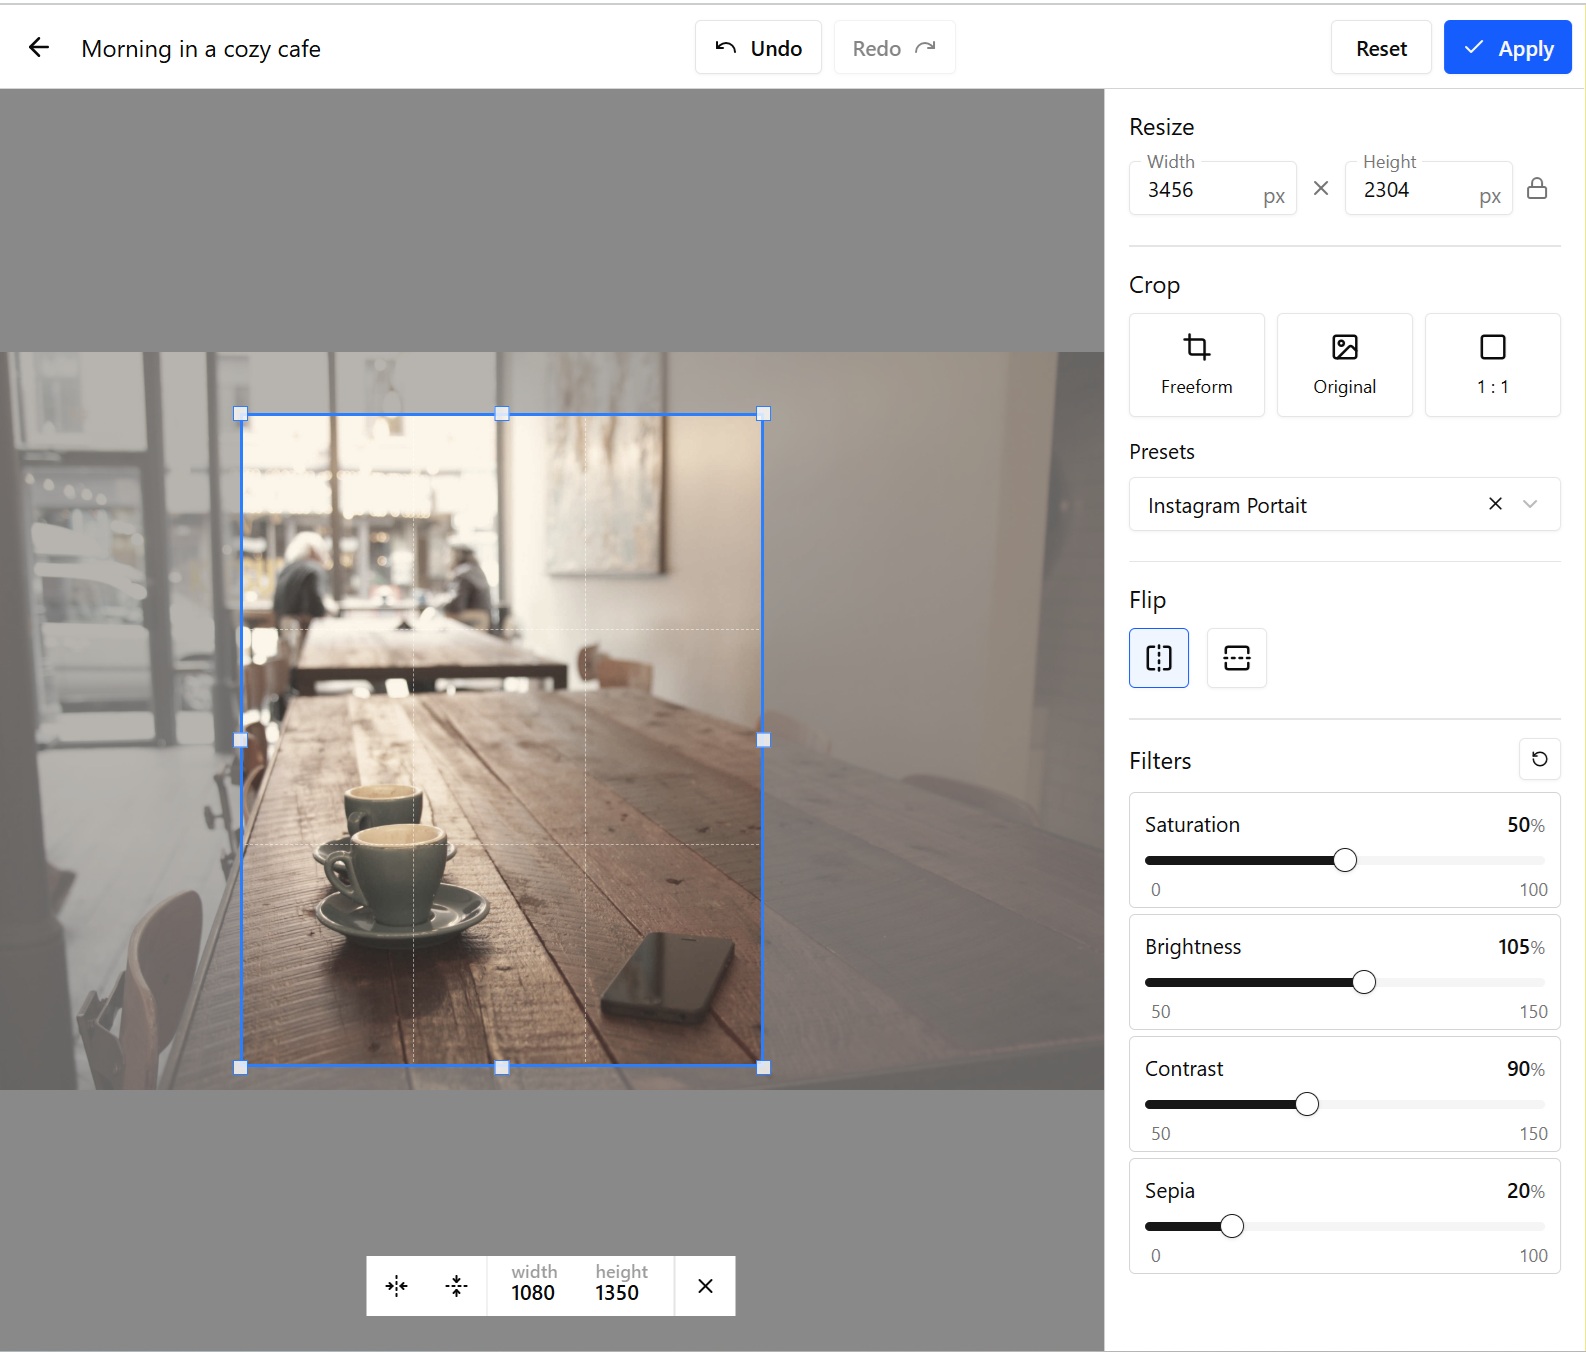 Morning in a cozy cafe
Undo
Redo
Reset
Apply
Resize
Width
3456
px
Height
2304
px
Crop
Freeform
Original
1 : 1
Presets
Instagram Portait
Flip
Filters
Saturation
50%
0
100
Brightness
105%
50
150
Contrast
90%
50
150
Sepia
20%
0
100
width
1080
height
1350